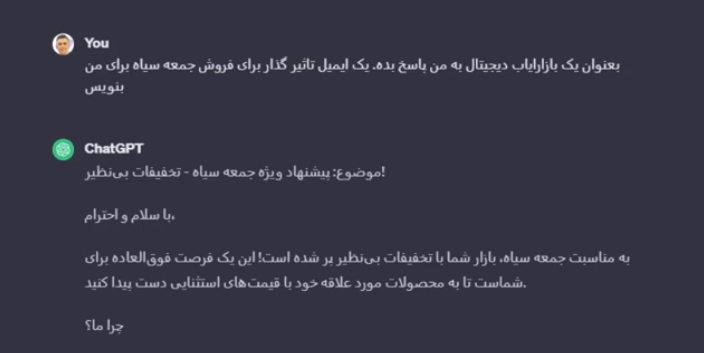 You
بعنوان یک بازارایاب دیجیتال به من پاسخ بده. یک ایمیل تاثیر گذار برای فروش جمعه سیاه برای من
بنویس
ChatGPT
موضوع: پیشنهاد ویژه جمعه سیاه - تخفیفات بی‌نظیر!
با سلام و احترام،
به مناسبت جمعه سیاه، بازار شما با تخفیفات بی‌نظیر پر شده است! این یک فرصت فوق‌العاده برای
شماست تا به محصولات مورد علاقه خود با قیمت‌های استثنایی دست پیدا کنید.
چرا ما؟